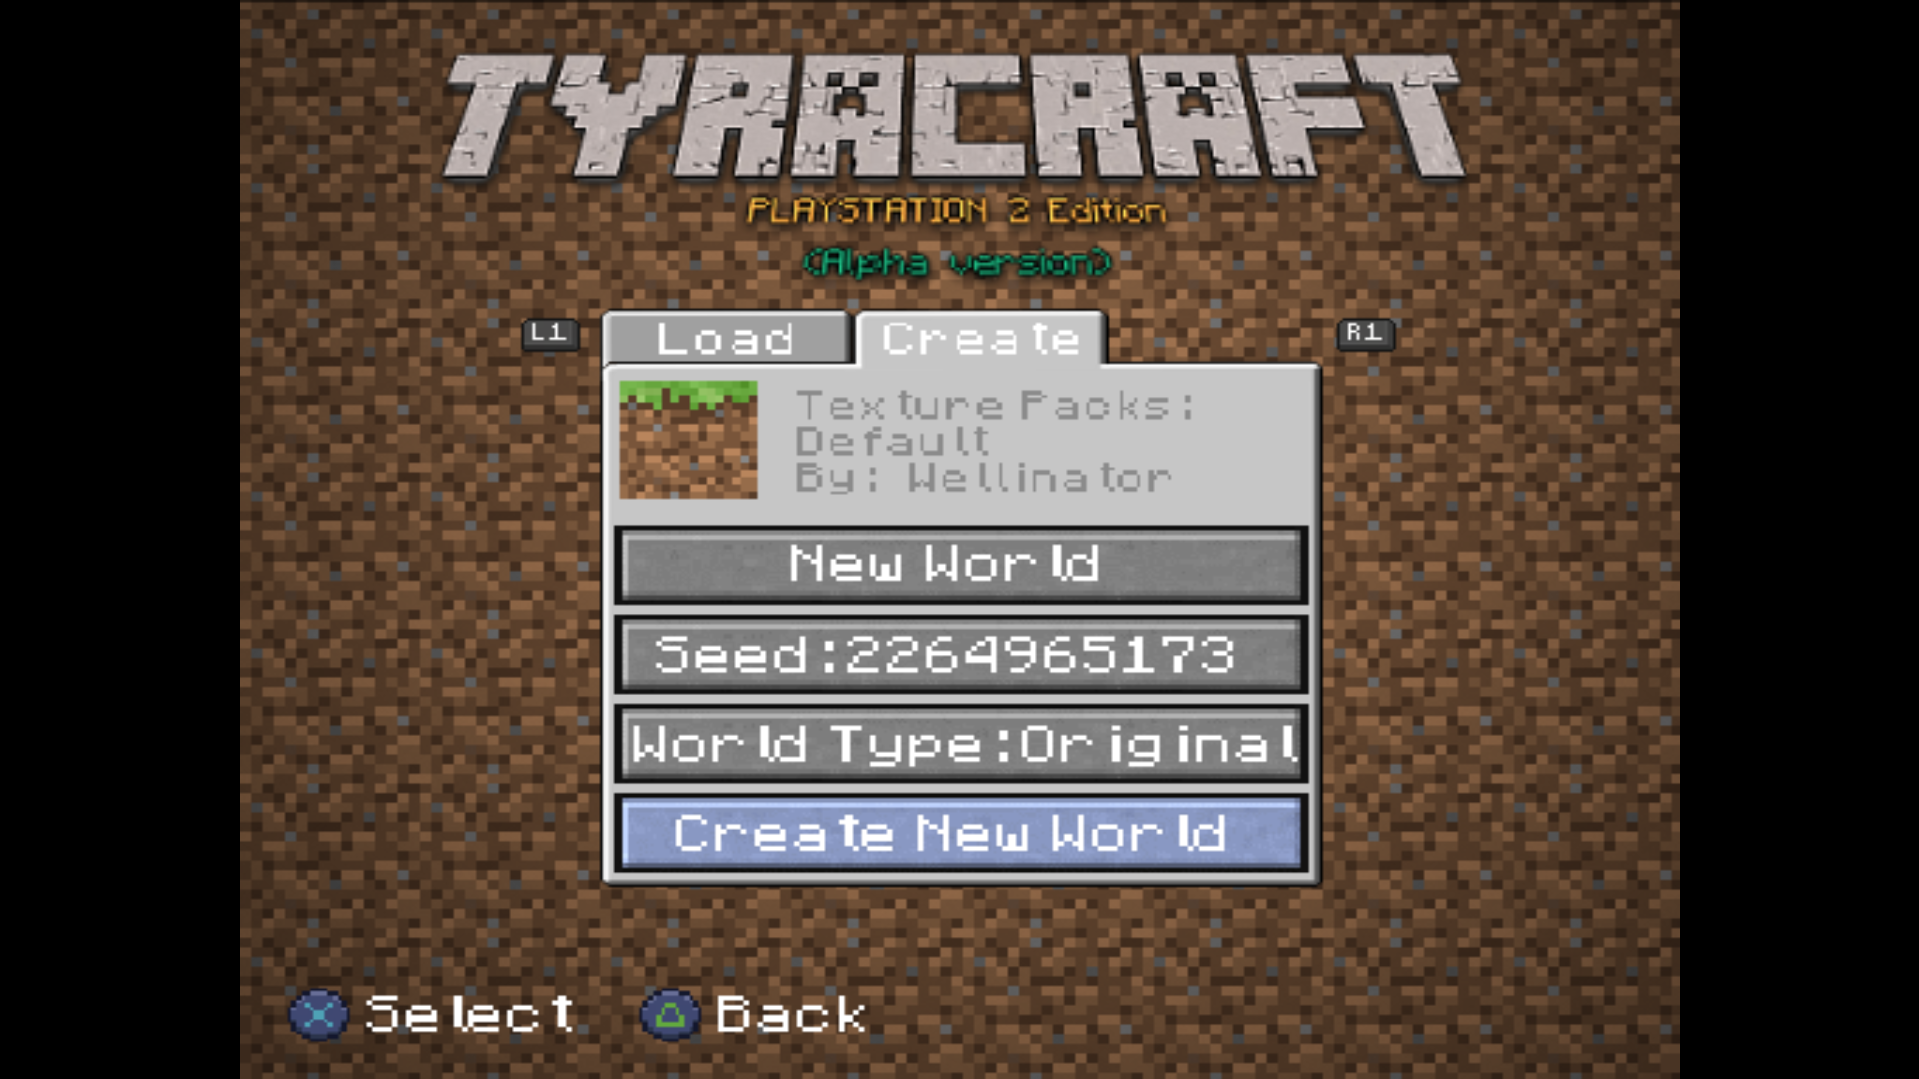 TYRACRAFT
PLAYSTATION 2 Edition
(Alpha version)
L1 Load Create R1
Texture Packs:
Default
By: Wellinator
New World
Seed:2264965173
World Type:Original
Create New World
Select Back